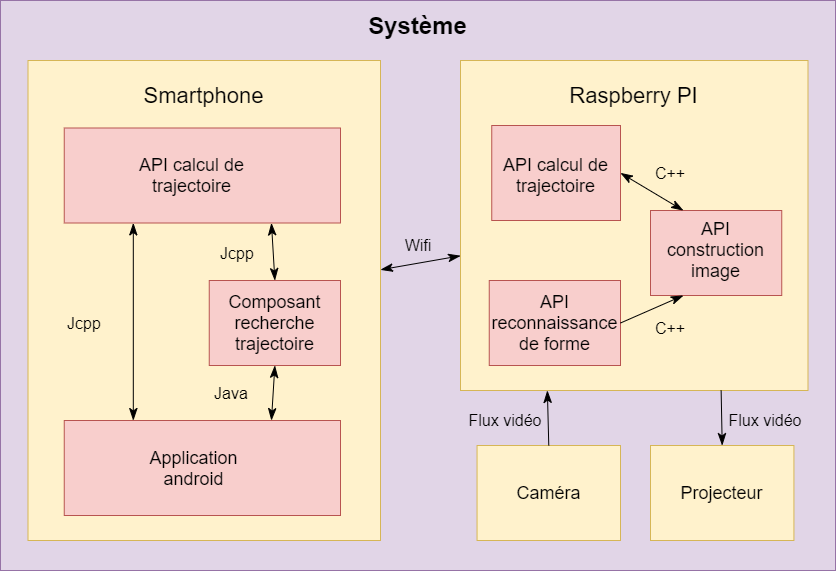 Système
Smartphone
API calcul de
trajectoire
Jcpp
Jcpp
Composant
recherche
trajectoire
Java
Application
android
Wifi
Raspberry PI
API calcul de
trajectoire
C++
API
construction
image
API
reconnaissance
de forme
C++
Flux vidéo
Flux vidéo
Caméra
Projecteur